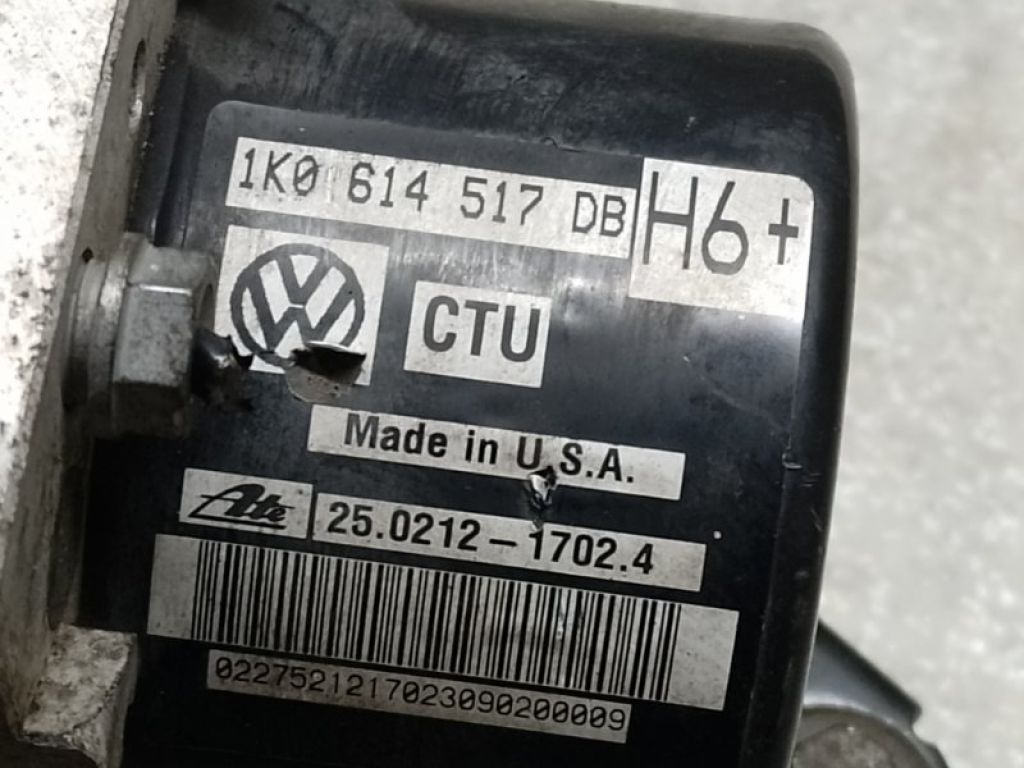 1K0 614 517 DB H6+
CTU
Made in U.S.A.
Ate 25.0212-1702.4
0227521217023090200009